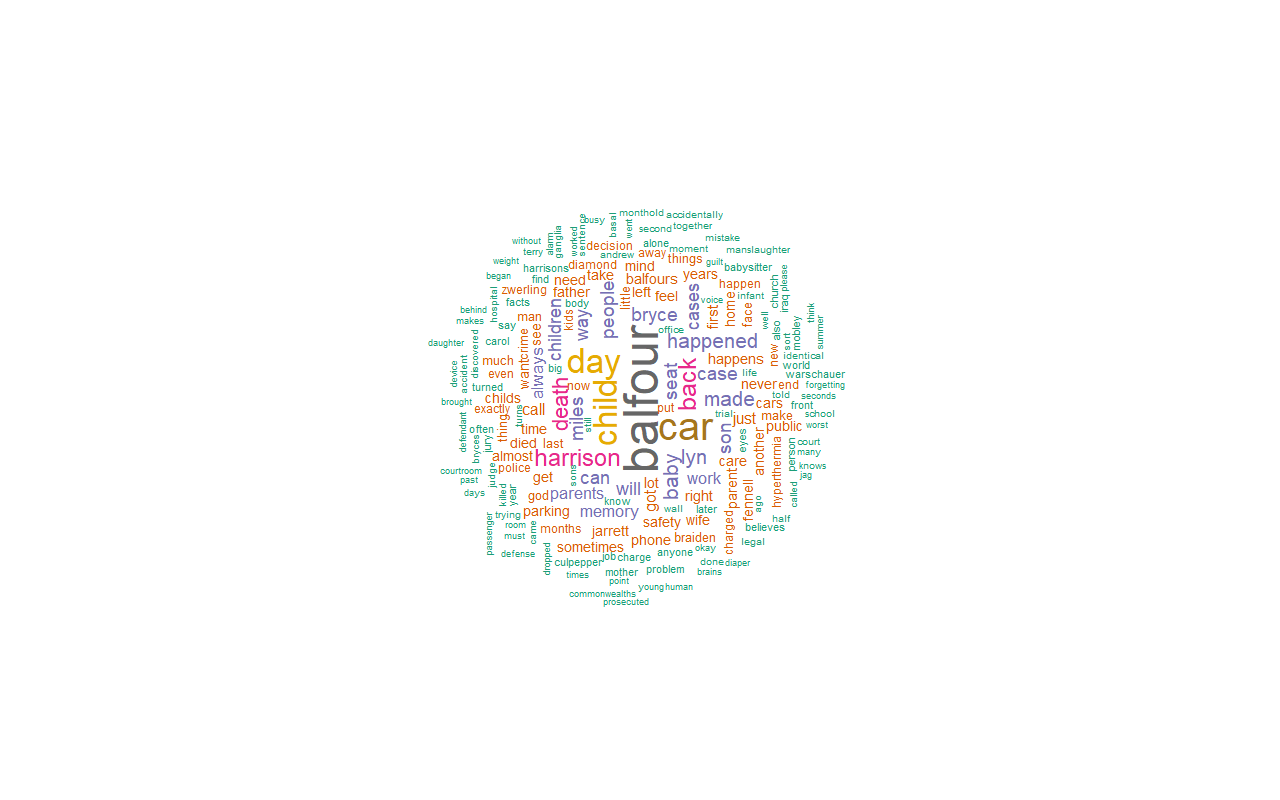 busy
basal
monthold
accidentally
went
second
together
without
alarm
ganglia
worked
sentence
decision
alone
mistake
terry
andrew
away
moment
manslaughter
weight
harrisons
diamond
mind
things
guilt
babysitter
began
find
need
take
balfours
years
happen
church
iraq
please
hospital
zwerling
father
little
left
feel
voice
infant
behind
facts
body
people
cases
first
home
face
makes
say
man
kids
way
bryce
office
well
also
mobley
think
summer
daughter
discovered
carol
crime
see
children
happened
new
sort
identical
device
accident
much
want
always
big
day
balfour
seat
back
case
happens
life
world
warschauer
turned
even
death
now
child
never
end
told
forgetting
brought
childs
miles
put
made
cars
front
seconds
exactly
call
turns
still
car
trial
just
make
school
defendant
often
thing
time
son
eyes
public
worst
bryces
jury
died
last
another
person
court
many
courtroom
judge
almost
harrison
baby
lyn
care
hyperthermia
knows
past
police
sons
can
work
parent
jag
days
killed
year
get
parents
will
lot
got
right
fennell
ago
called
god
know
trying
parking
memory
wall
later
half
passenger
room
came
months
jarrett
safety
wife
charged
believes
must
phone
braiden
legal
defense
dropped
sometimes
job
charge
anyone
okay
culpepper
done
diaper
times
mother
problem
brains
point
young
human
commonwealths
prosecuted